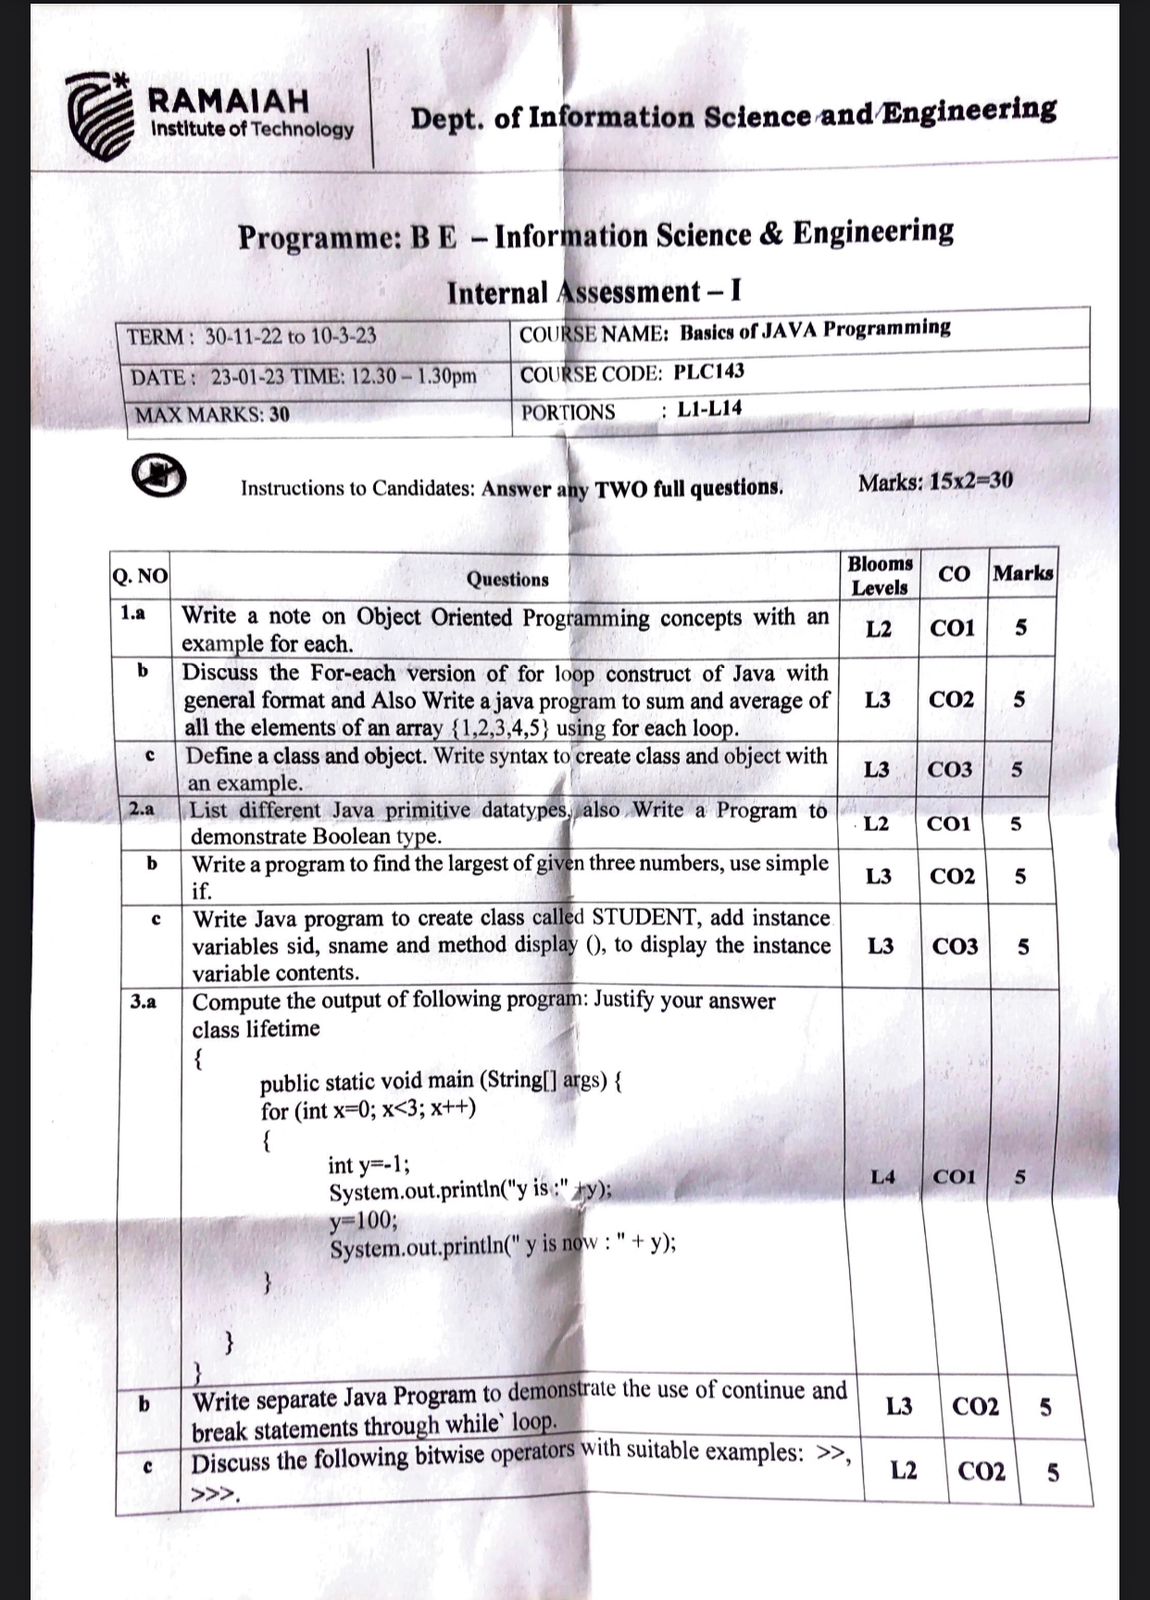 RAMAIAH
Institute of Technology
Dept. of Information Science and Engineering
Programme: B E – Information Science & Engineering
Internal Assessment – I
TERM : 30-11-22 to 10-3-23 COURSE NAME: Basics of JAVA Programming
DATE : 23-01-23 TIME: 12.30 – 1.30pm COURSE CODE: PLC143
MAX MARKS: 30 PORTIONS : L1-L14
Instructions to Candidates: Answer any TWO full questions. Marks: 15x2=30
Q. NO Questions Blooms Levels CO Marks
1.a Write a note on Object Oriented Programming concepts with an
example for each. L2 CO1 5
b Discuss the For-each version of for loop construct of Java with
general format and Also Write a java program to sum and average of L3 CO2 5
all the elements of an array {1,2,3,4,5} using for each loop.
c Define a class and object. Write syntax to create class and object with
an example. L3 CO3 5
2.a List different Java primitive datatypes, also Write a Program to
demonstrate Boolean type. L2 CO1 5
b Write a program to find the largest of given three numbers, use simple
if. L3 CO2 5
c Write Java program to create class called STUDENT, add instance
variables sid, sname and method display (), to display the instance L3 CO3 5
variable contents.
3.a Compute the output of following program: Justify your answer
class lifetime
{
public static void main (String[] args) {
for (int x=0; x<3; x++)
{
int y=-1;
System.out.println("y is :" +y); L4 CO1 5
y=100;
System.out.println(" y is now : " + y);
}
}
}
b Write separate Java Program to demonstrate the use of continue and
break statements through while` loop. L3 CO2 5
c Discuss the following bitwise operators with suitable examples: >>,
>>>. L2 CO2 5